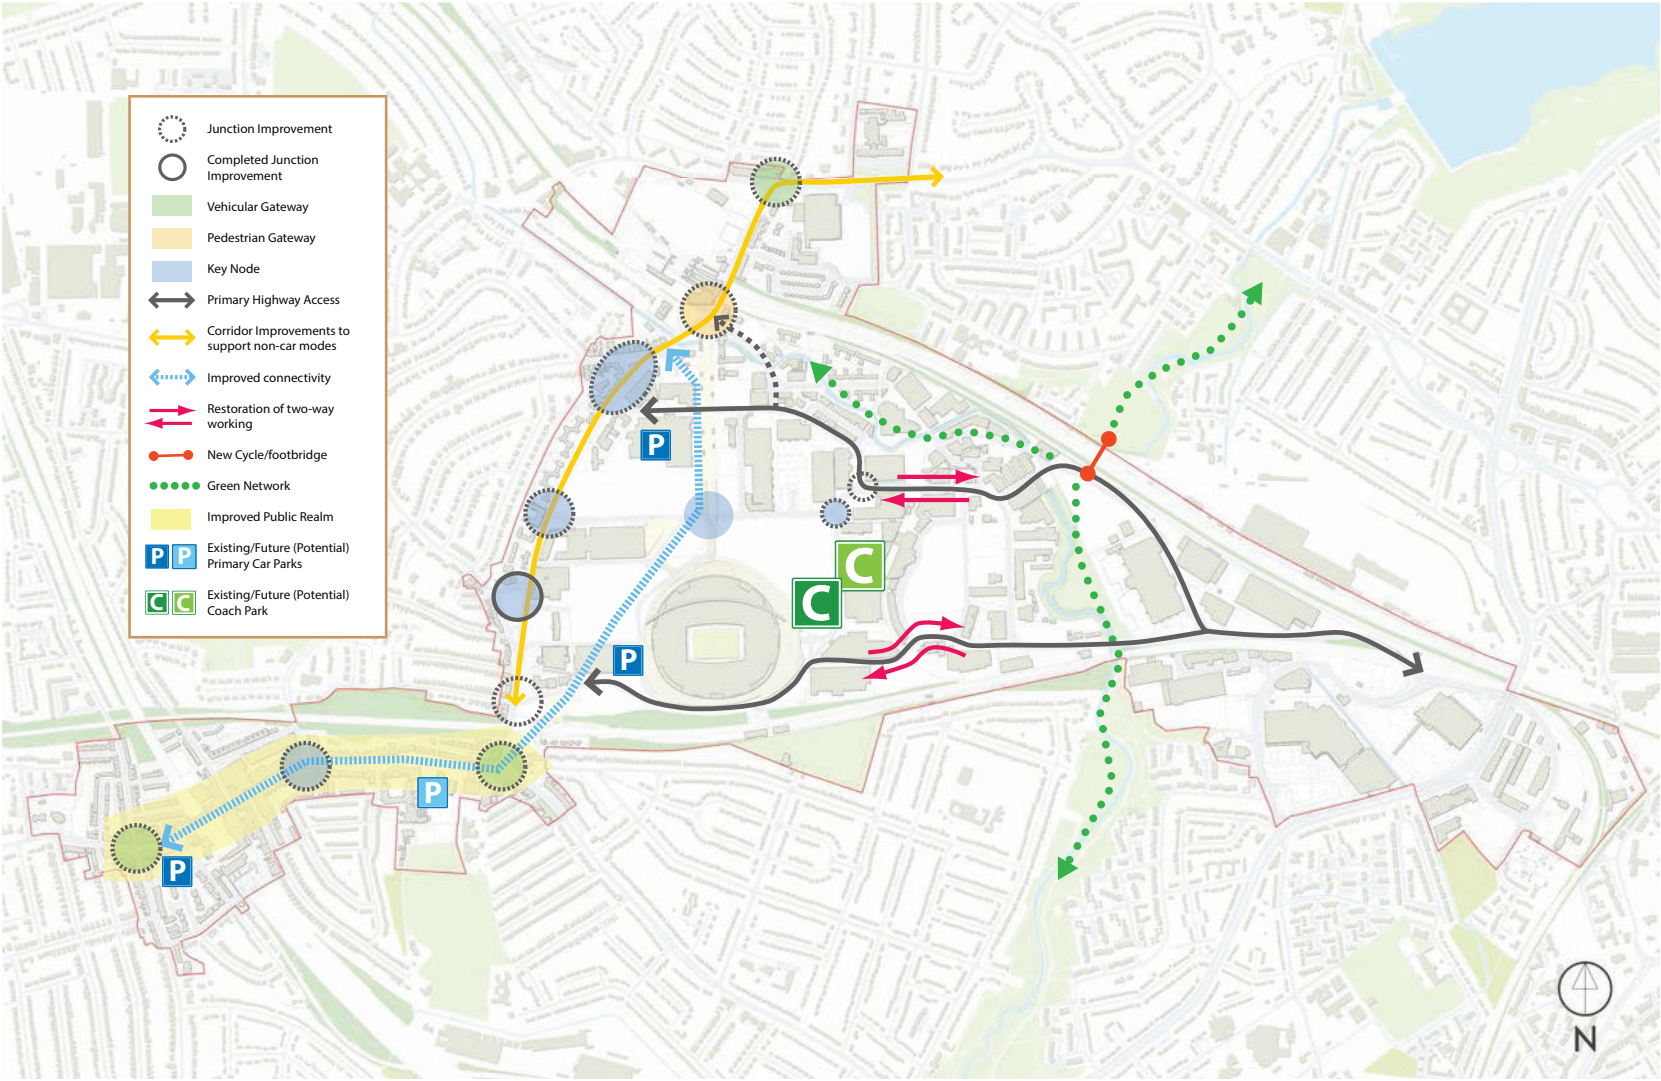 Junction Improvement
Completed Junction
Improvement
Vehicular Gateway
Pedestrian Gateway
Key Node
Primary Highway Access
Corridor Improvements to
support non-car modes
Improved connectivity
Restoration of two-way
working
New Cycle/footbridge
Green Network
Improved Public Realm
P P
Existing/Future (Potential)
Primary Car Parks
C C
Existing/Future (Potential)
Coach Park
P
C
C
P
P
P
N